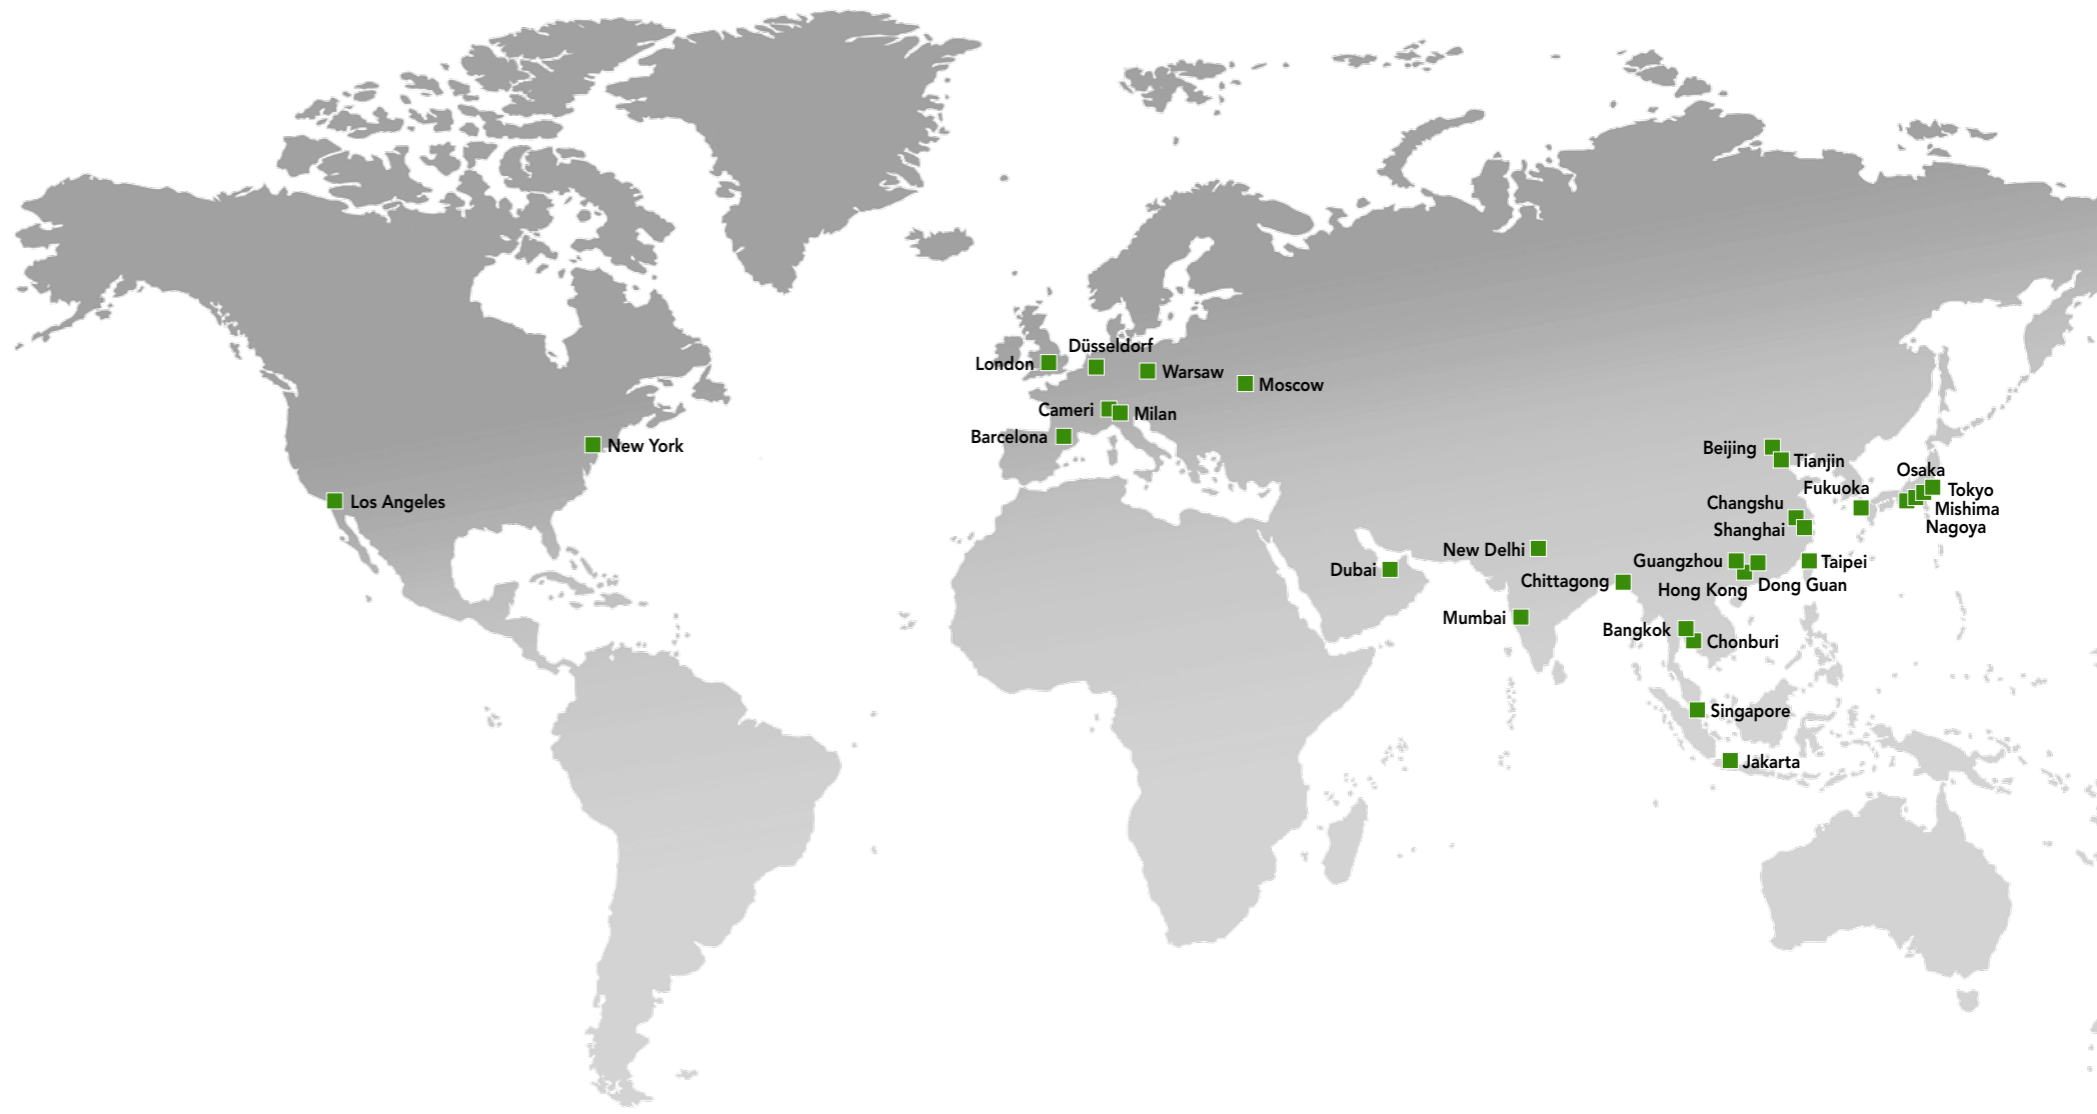 Düsseldorf
London
Warsaw
Moscow
Cameri
Milan
Barcelona
New York
Los Angeles
Beijing
Tianjin
Osaka
Fukuoka
Tokyo
Changshu
Mishima
Shanghai
Nagoya
New Delhi
Guangzhou
Taipei
Dubai
Chittagong
Dong Guan
Hong Kong
Mumbai
Bangkok
Chonburi
Singapore
Jakarta